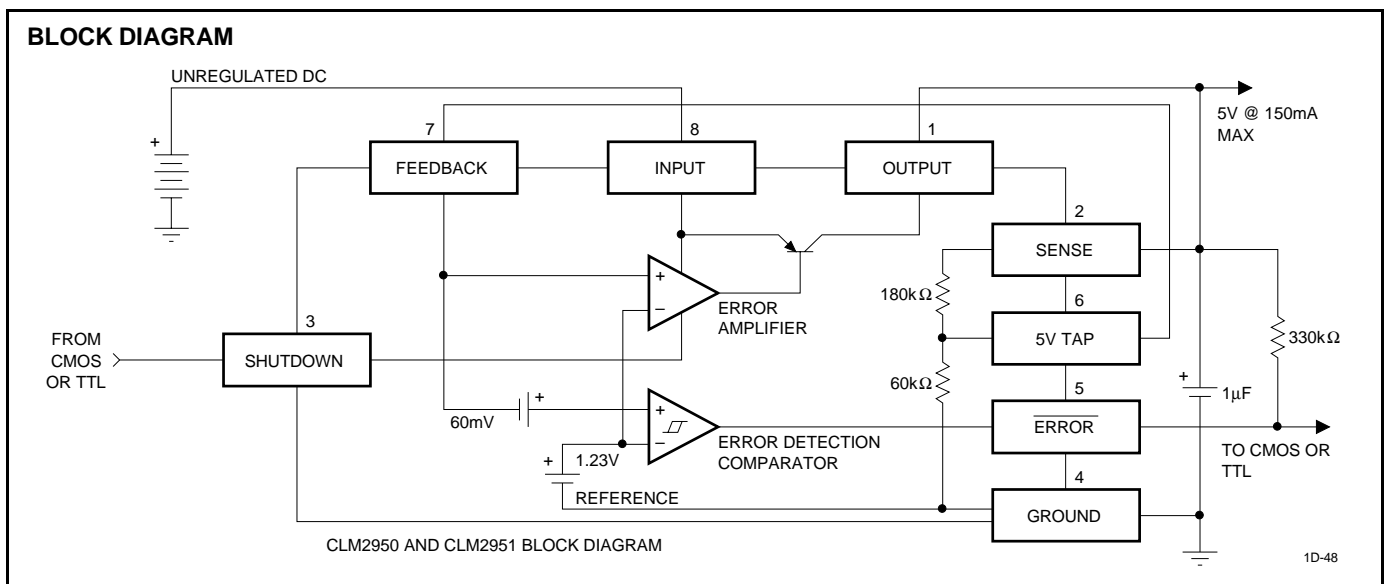 BLOCK DIAGRAM
UNREGULATED DC
+
7
8
1
5V @ 150mA
MAX
FEEDBACK
INPUT
OUTPUT
2
SENSE
180kΩ
+
−
ERROR
AMPLIFIER
6
5V TAP
330kΩ
3
FROM
CMOS
OR TTL
SHUTDOWN
60kΩ
+
1µF
5
60mV
+
+
−
ERROR DETECTION
COMPARATOR
ERROR
TO CMOS OR
TTL
+
1.23V
REFERENCE
4
GROUND
CLM2950 AND CLM2951 BLOCK DIAGRAM
1D-48